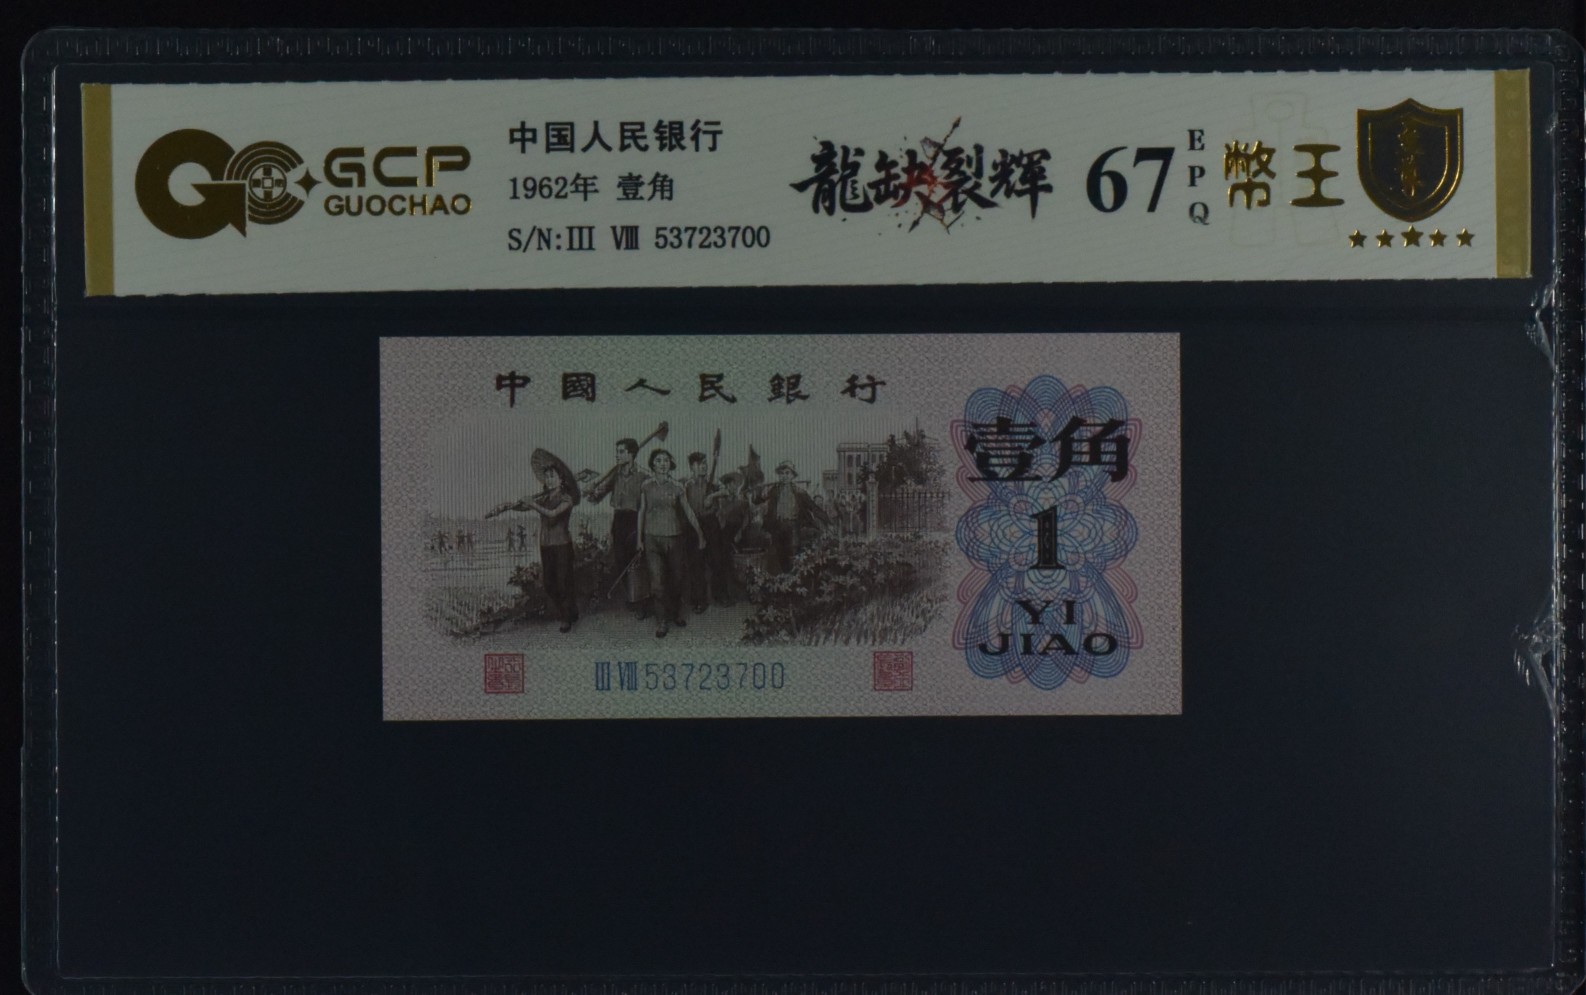 GCP
GUOCHAO
中国人民银行
1962年 壹角
S/N:III VIII 53723700
龍缺裂輝
67
EPQ
幣王
中國人民銀行
壹角
1
YI
JIAO
III VIII 53723700